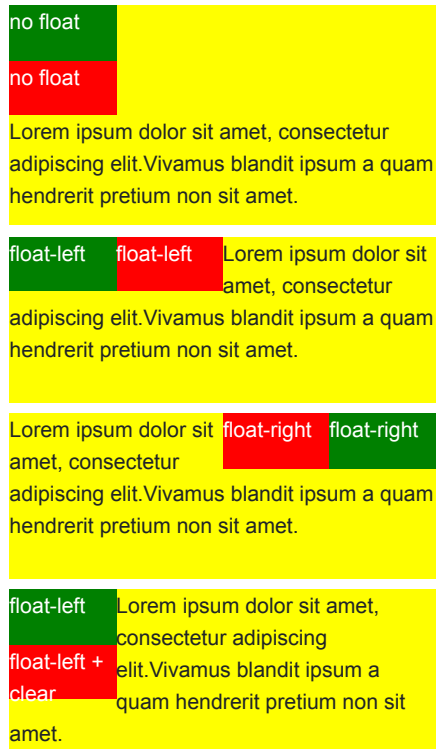 no float
no float
Lorem ipsum dolor sit amet, consectetur
adipiscing elit.Vivamus blandit ipsum a quam
hendrerit pretium non sit amet.
float-left
float-left
Lorem ipsum dolor sit
amet, consectetur
adipiscing elit.Vivamus blandit ipsum a quam
hendrerit pretium non sit amet.
Lorem ipsum dolor sit
float-right
float-right
amet, consectetur
adipiscing elit.Vivamus blandit ipsum a quam
hendrerit pretium non sit amet.
float-left
float-left +
clear
Lorem ipsum dolor sit amet,
consectetur adipiscing
elit.Vivamus blandit ipsum a
quam hendrerit pretium non sit
amet.